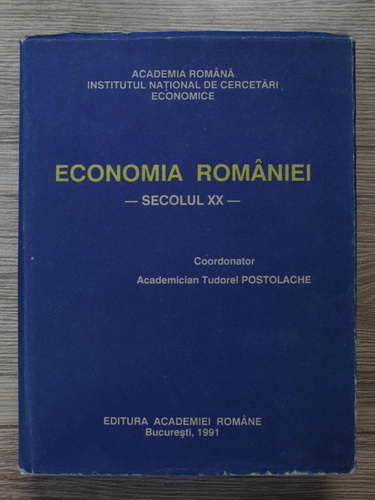 ACADEMIA ROMÂNĂ
INSTITUTUL NAȚIONAL DE CERCETĂRI
ECONOMICE
ECONOMIA ROMÂNIEI
— SECOLUL XX —
Coordonator
Academician Tudorel POSTOLACHE
EDITURA ACADEMIEI ROMÂNE
București, 1991